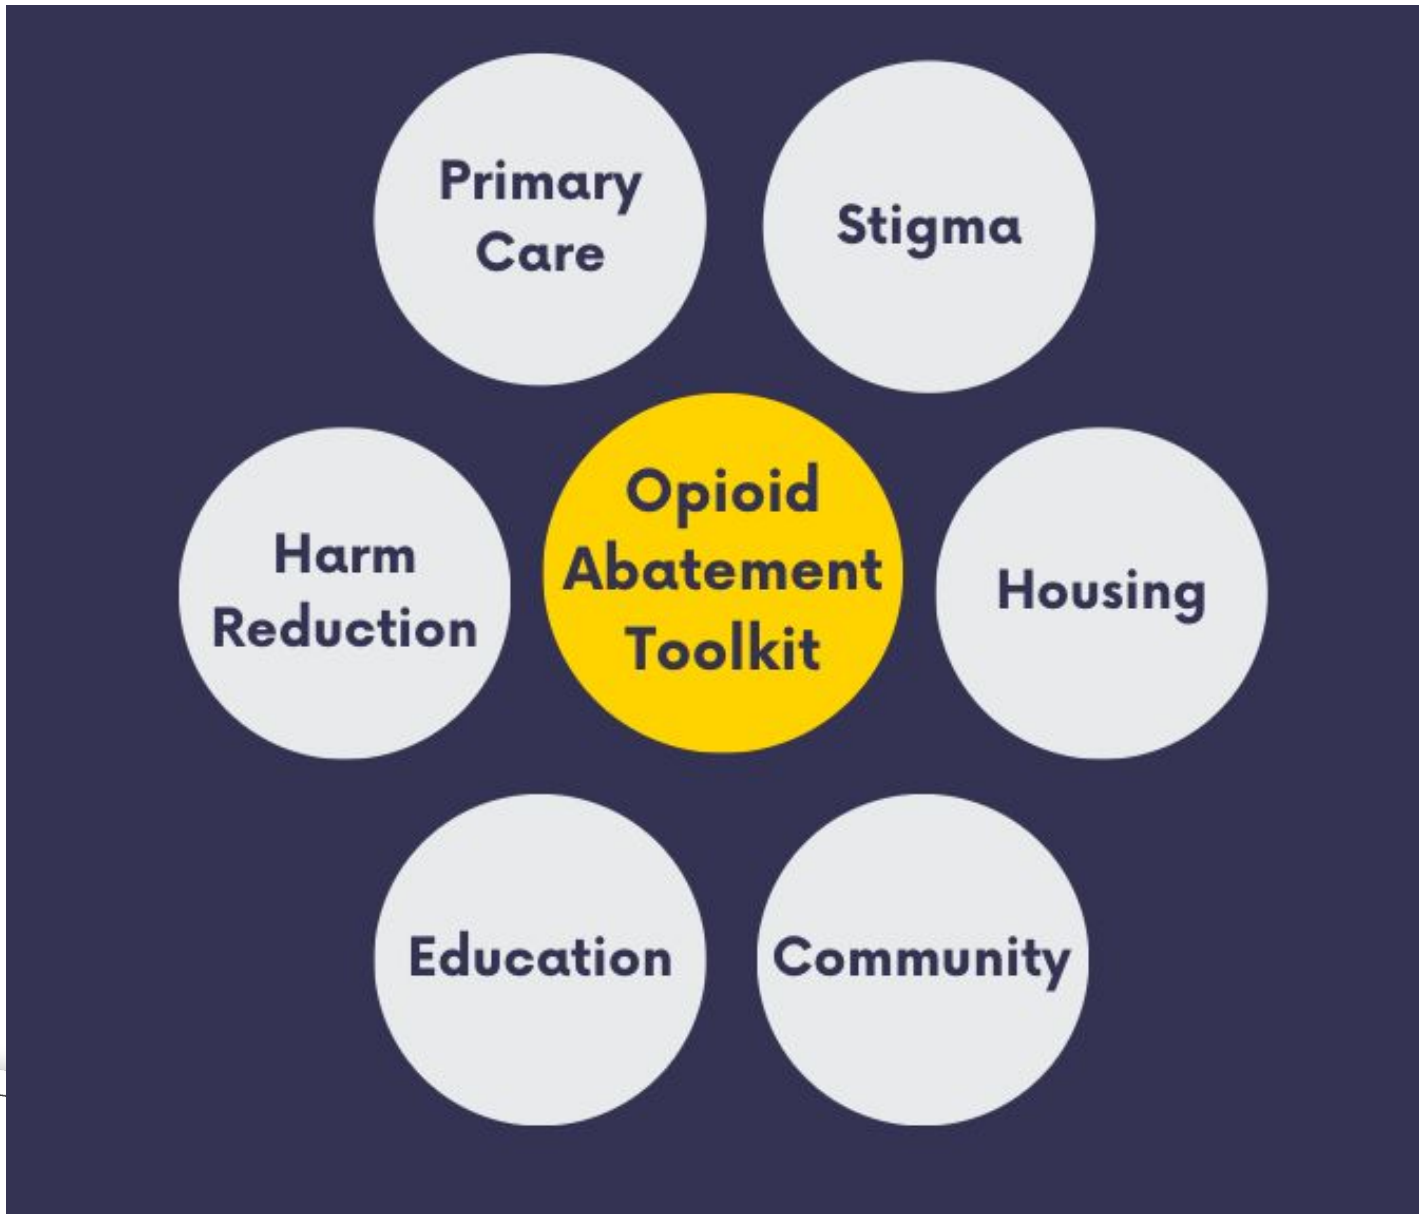 Primary
Care
Stigma
Harm
Reduction
Opioid
Abatement
Toolkit
Housing
Education
Community